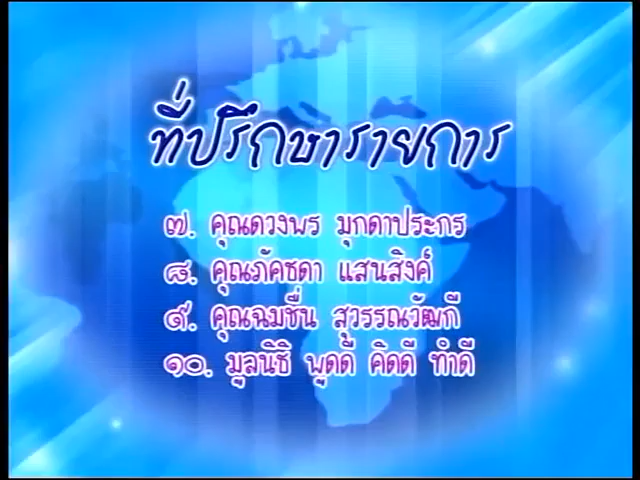 ที่ปรึกษารายการ
๗. คุณดวงพร มุกดาประกร
๘. คุณภัคชดา แสนสิงค์
๙. คุณฉมชื่น สุวรรณวัฒกี
๑๐. มูลนิธิ พูดดี คิดดี ทำดี